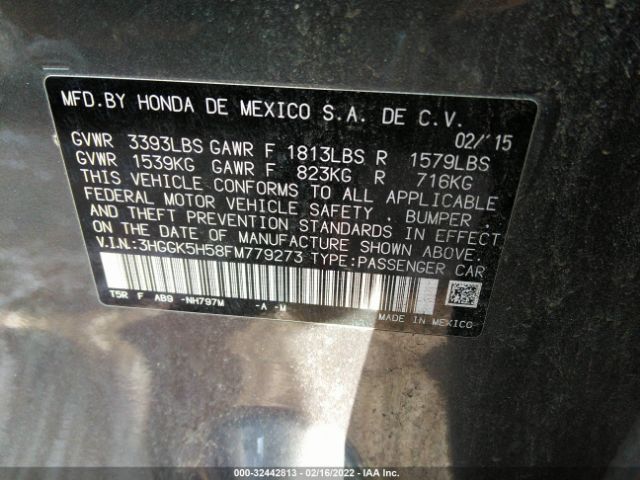 MFD.BY HONDA DE MEXICO S.A. DE C.V.
02/'15
GVWR 3393LBS GAWR F 1813LBS R 1579LBS
GVWR 1539KG GAWR F 823KG R 716KG
THIS VEHICLE CONFORMS TO ALL APPLICABLE
FEDERAL MOTOR VEHICLE SAFETY . BUMPER .
AND THEFT PREVENTION STANDARDS IN EFFECT
ON THE DATE OF MANUFACTURE SHOWN ABOVE.
V.I.N.:3HGGK5H58FM779273 TYPE:PASSENGER CAR
T5R F AB9 -NH797M -A -M
MADE IN MEXICO
000-32442813 - 02/16/2022 - IAA Inc.